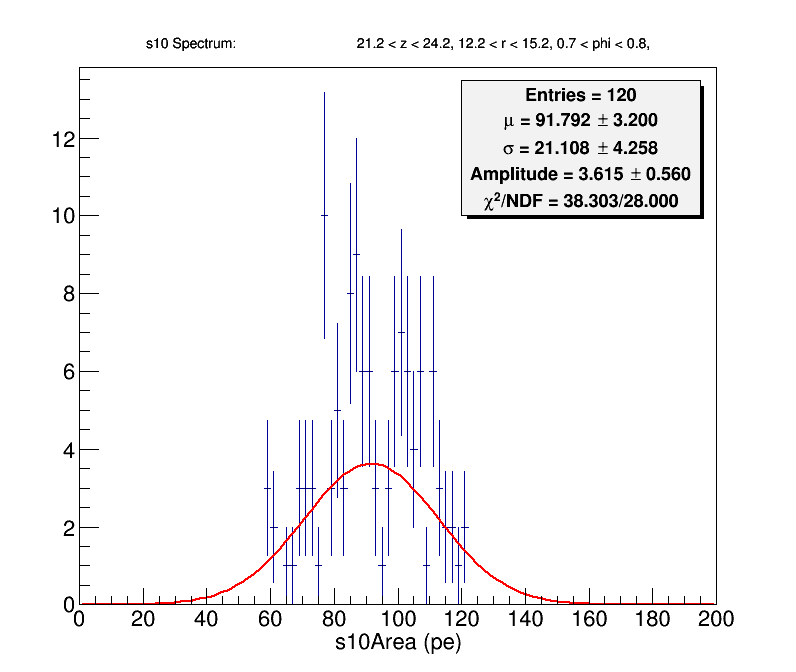 s10 Spectrum: 21.2 < z < 24.2, 12.2 < r < 15.2, 0.7 < phi < 0.8,
Entries = 120
μ = 91.792 ± 3.200
σ = 21.108 ± 4.258
Amplitude = 3.615 ± 0.560
χ²/NDF = 38.303/28.000
12
10
8
6
4
2
0
0 20 40 60 80 100 120 140 160 180 200
s10Area (pe)